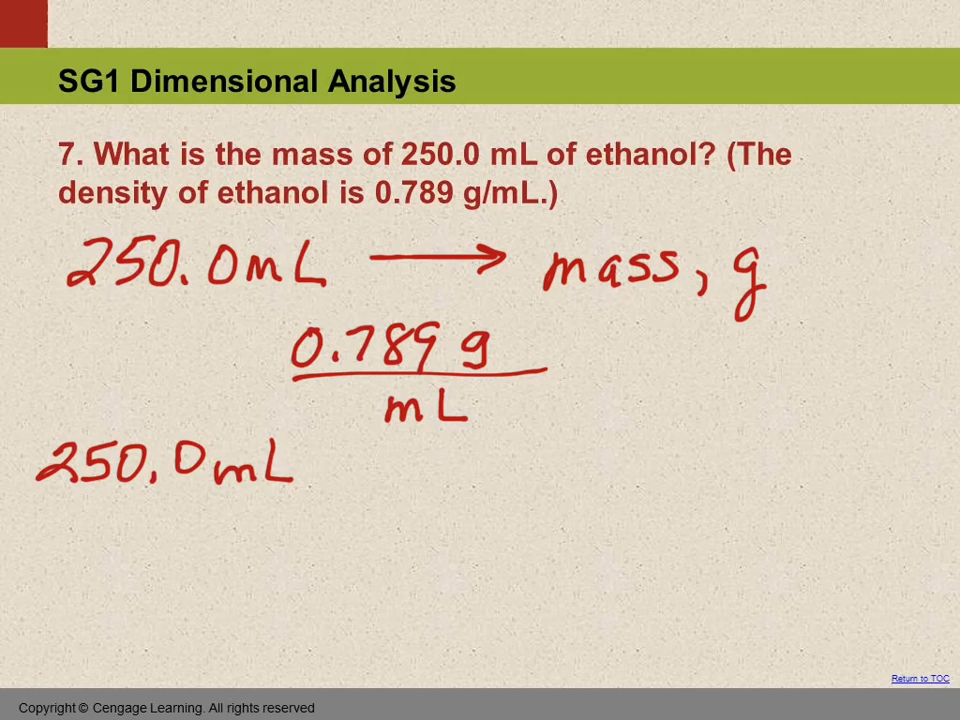 SG1 Dimensional Analysis
7. What is the mass of 250.0 mL of ethanol? (The
density of ethanol is 0.789 g/mL.)
250.0mL → mass, g
0.789 g
mL
250.0mL
Return to TOC
Copyright © Cengage Learning. All rights reserved